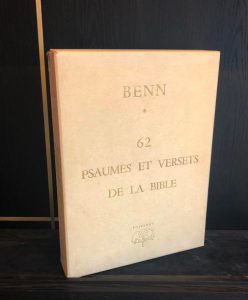 BENN
*
62
PSAUMES ET VERSETS
DE LA BIBLE